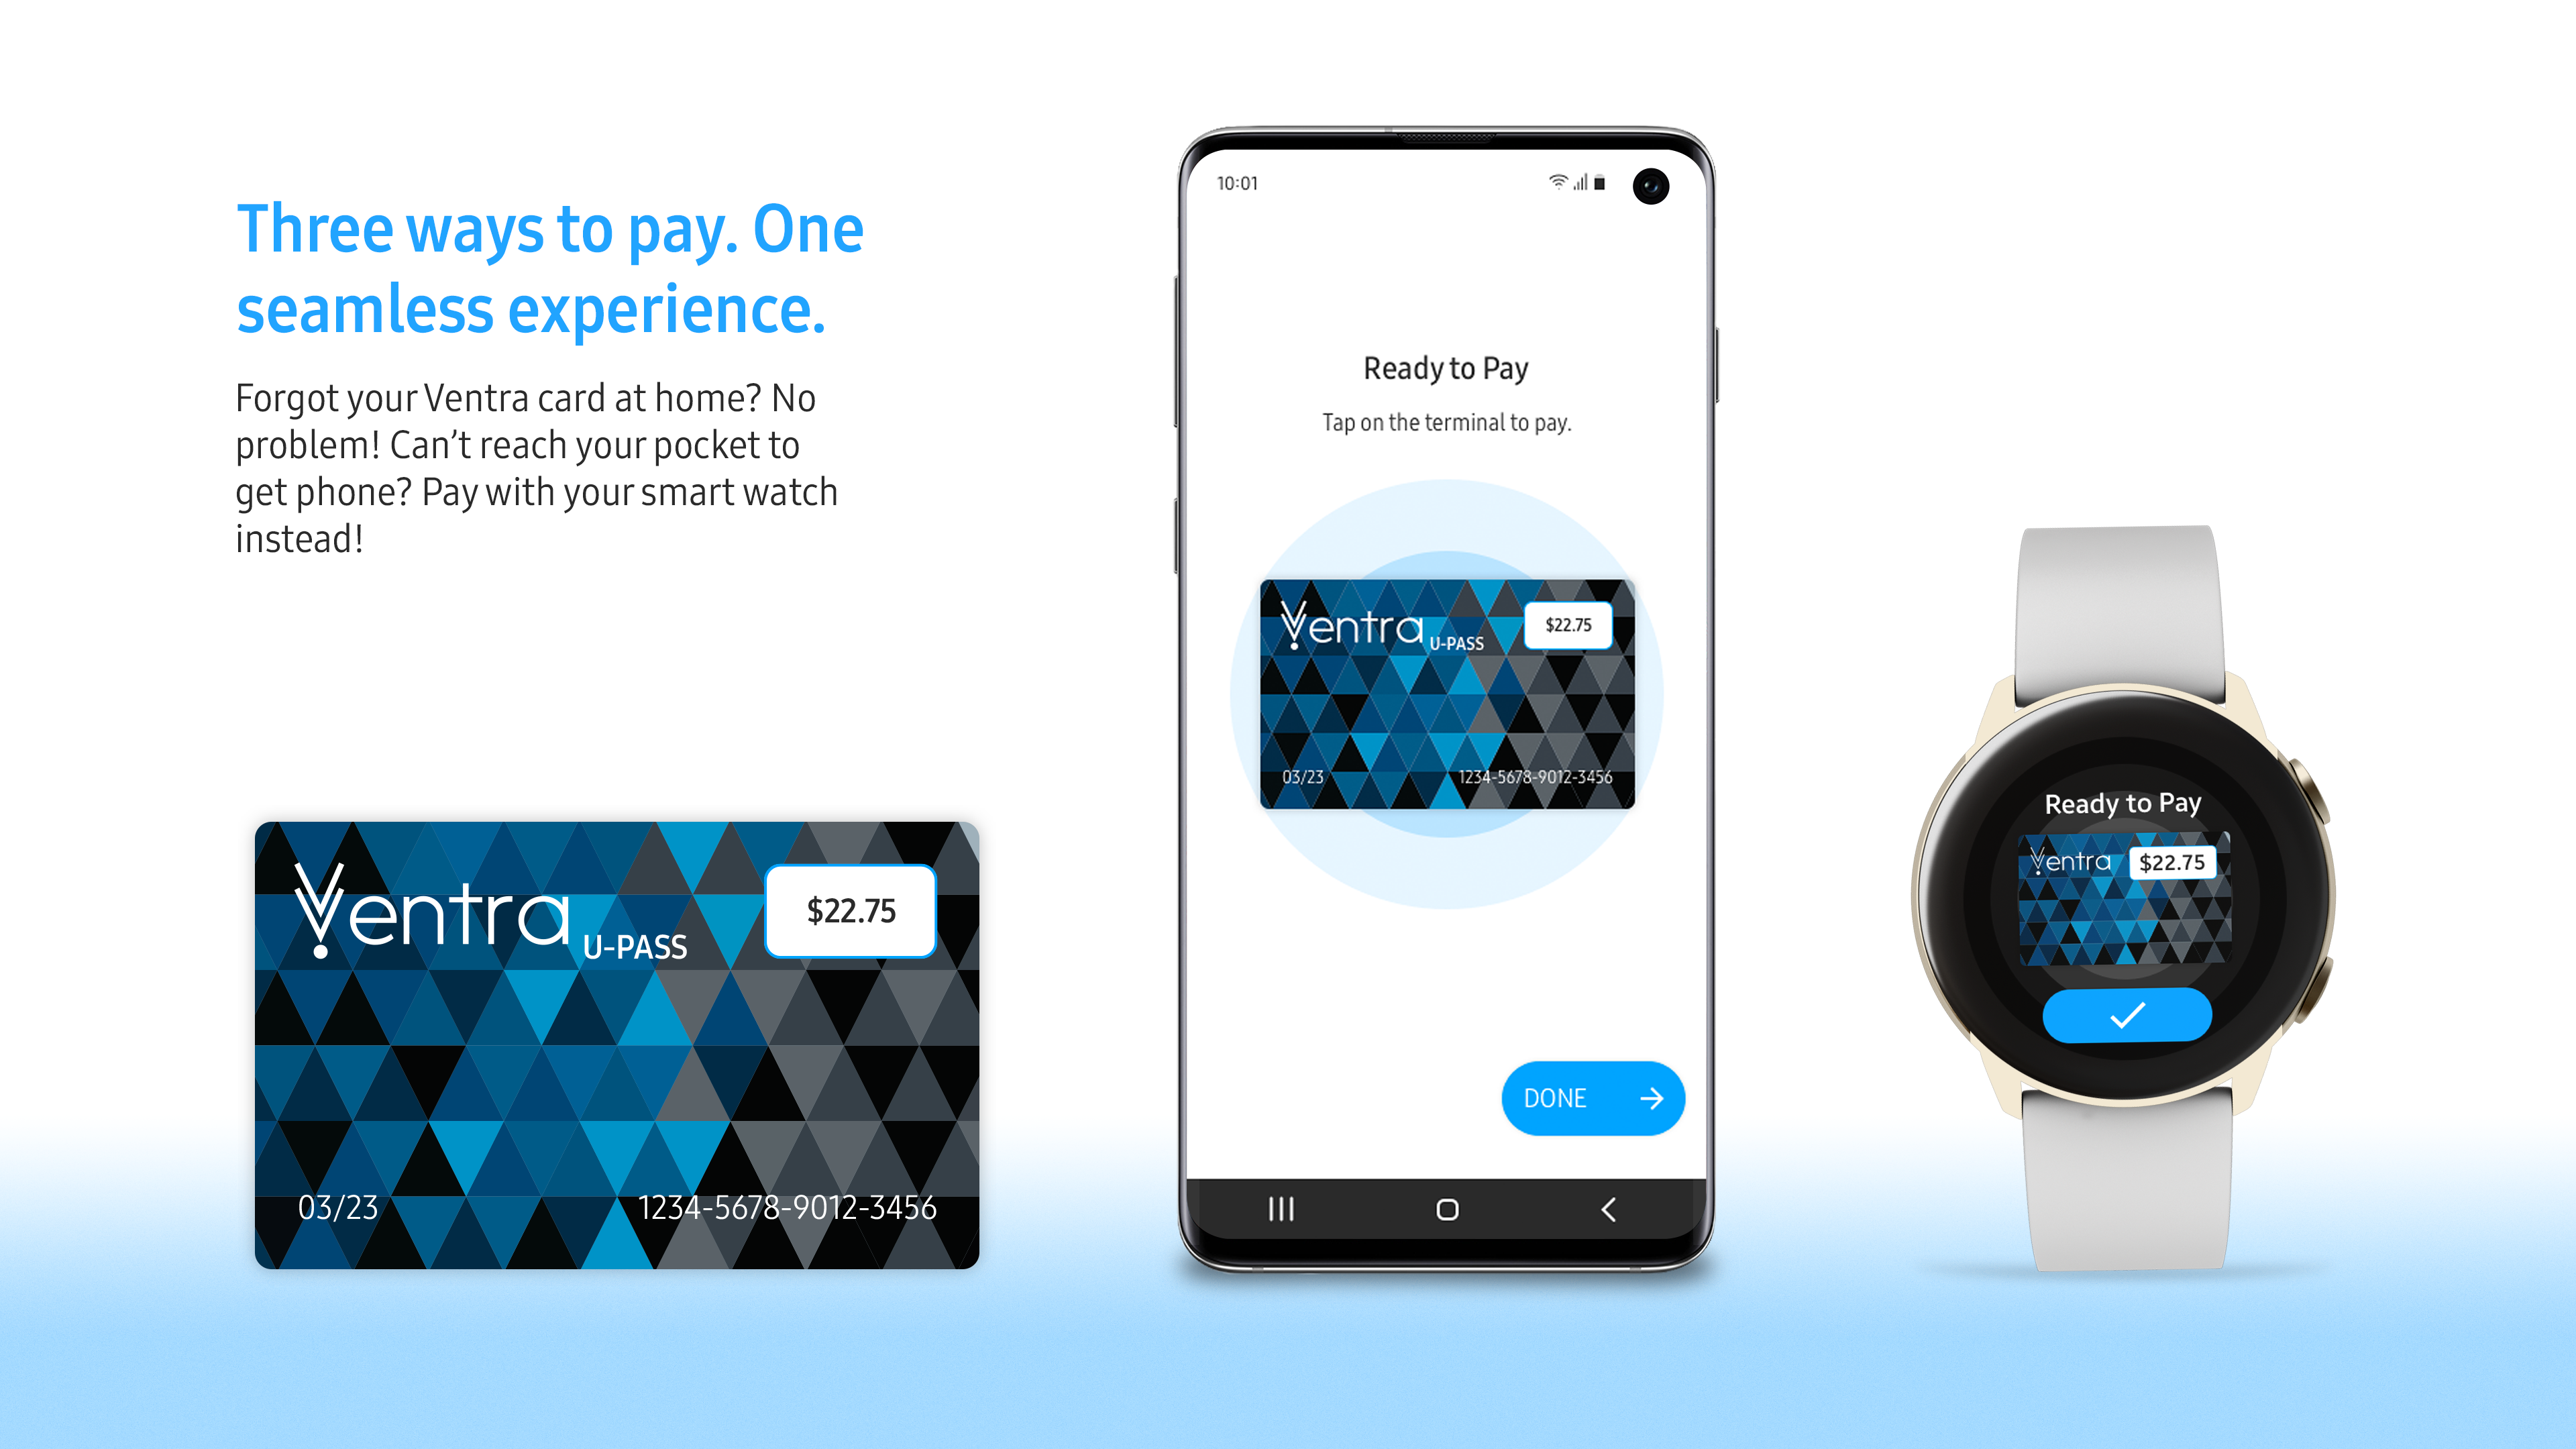 Three ways to pay. One
seamless experience.
Forgot your Ventra card at home? No
problem! Can’t reach your pocket to
get phone? Pay with your smart watch
instead!
Ventra U-PASS
$22.75
03/23
1234-5678-9012-3456
10:01
Ready to Pay
Tap on the terminal to pay.
Ventra U-PASS
$22.75
03/23
1234-5678-9012-3456
DONE
Ready to Pay
Ventra
$22.75